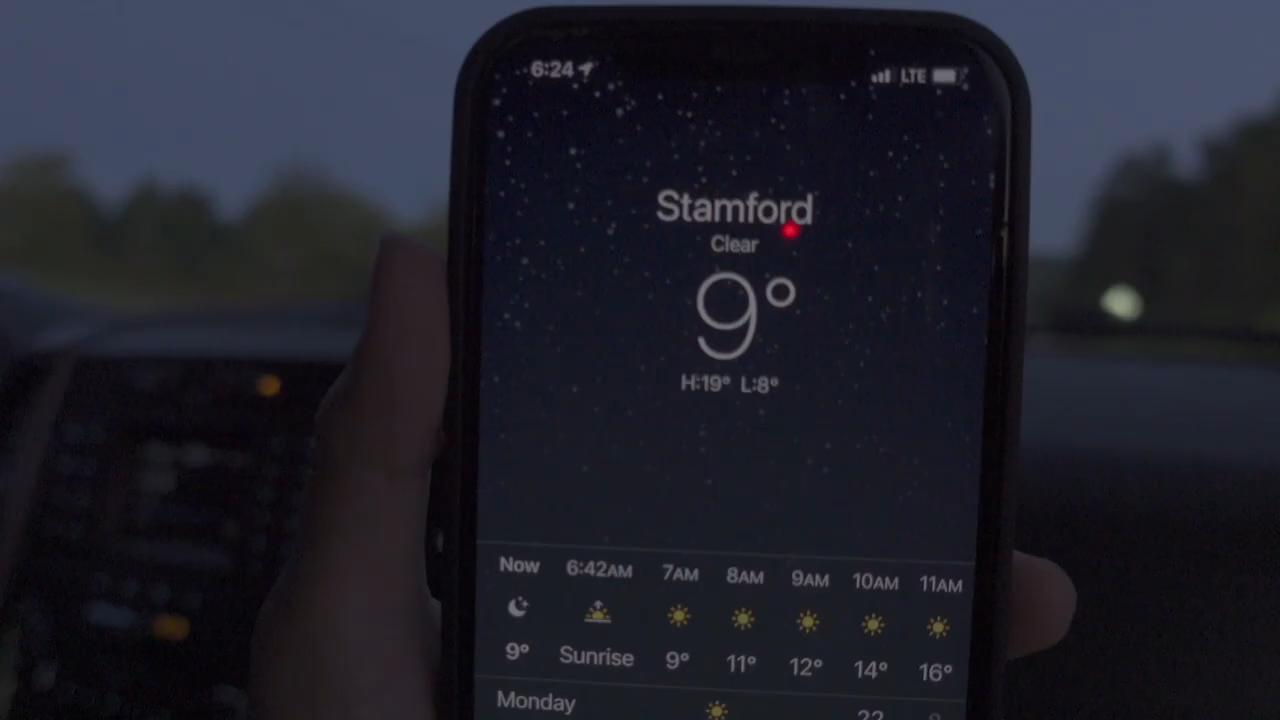 6:24 LTE
Stamford
Clear
9°
H:19° L:8°
Now 6:42AM 7AM 8AM 9AM 10AM 11AM
9° Sunrise 9° 11° 12° 14° 16°
Monday 22